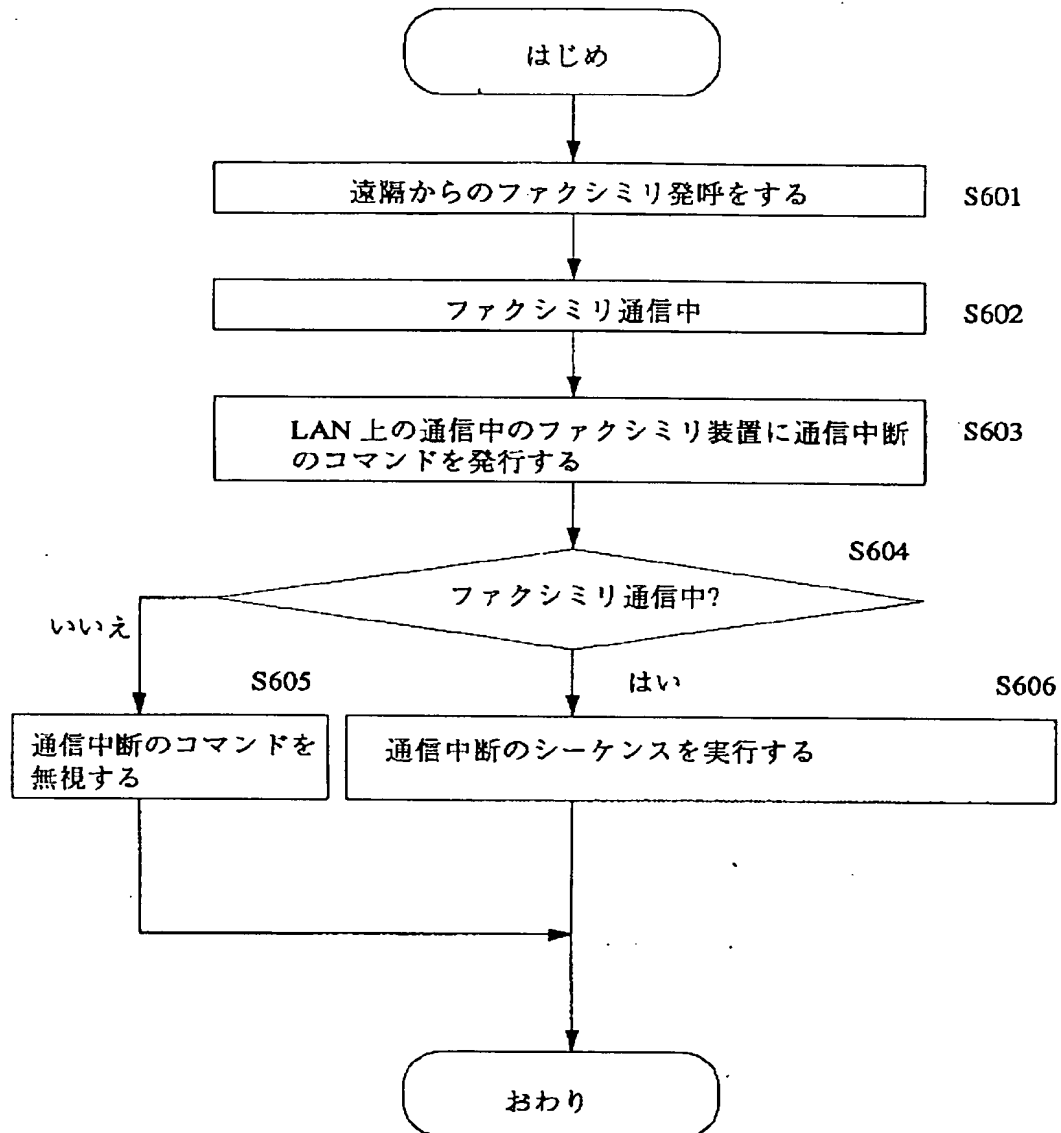 はじめ
遠隔からのファクシミリ発呼をする
S601
ファクシミリ通信中
S602
LAN 上の通信中のファクシミリ装置に通信中断
のコマンドを発行する
S603
S604
ファクシミリ通信中?
いいえ
はい
S605
通信中断のコマンドを
無視する
S606
通信中断のシーケンスを実行する
おわり